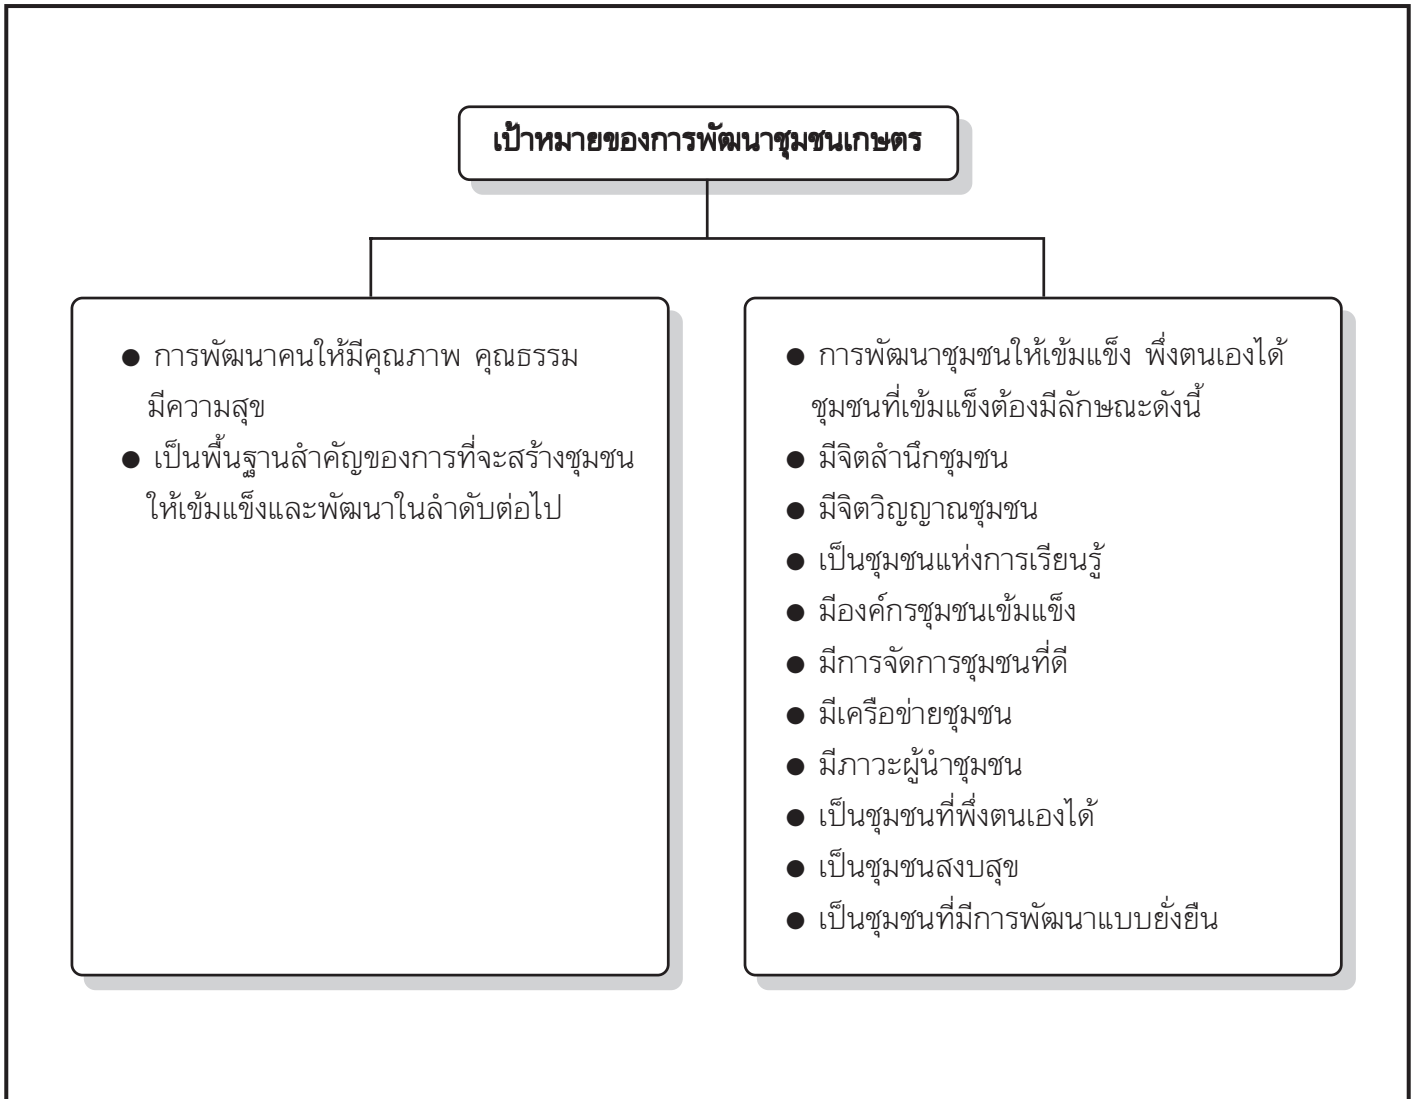 เป้าหมายของการพัฒนาชุมชนเกษตร
● การพัฒนาคนให้มีคุณภาพ คุณธรรม
มีความสุข
● เป็นพื้นฐานสำคัญของการที่จะสร้างชุมชน
ให้เข้มแข็งและพัฒนาในลำดับต่อไป
● การพัฒนาชุมชนให้เข้มแข็ง พึ่งตนเองได้
ชุมชนที่เข้มแข็งต้องมีลักษณะดังนี้
● มีจิตสำนึกชุมชน
● มีจิตวิญญาณชุมชน
● เป็นชุมชนแห่งการเรียนรู้
● มีองค์กรชุมชนเข้มแข็ง
● มีการจัดการชุมชนที่ดี
● มีเครือข่ายชุมชน
● มีภาวะผู้นำชุมชน
● เป็นชุมชนที่พึ่งตนเองได้
● เป็นชุมชนสงบสุข
● เป็นชุมชนที่มีการพัฒนาแบบยั่งยืน